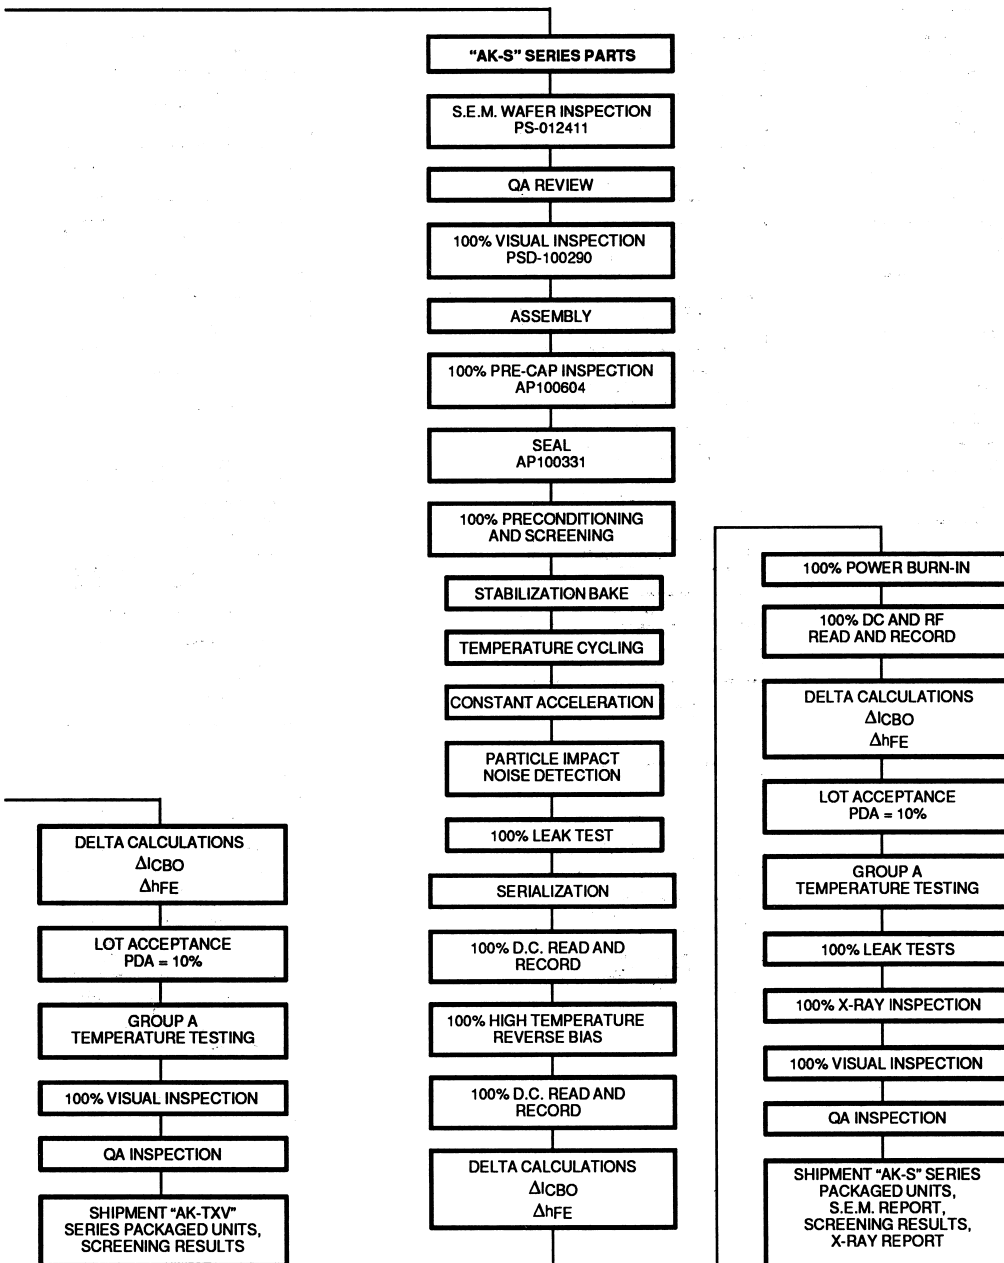 "AK-S" SERIES PARTS
S.E.M. WAFER INSPECTION
PS-012411
QA REVIEW
100% VISUAL INSPECTION
PSD-100290
ASSEMBLY
100% PRE-CAP INSPECTION
AP100604
SEAL
AP100331
100% PRECONDITIONING
AND SCREENING
STABILIZATION BAKE
TEMPERATURE CYCLING
CONSTANT ACCELERATION
PARTICLE IMPACT
NOISE DETECTION
100% LEAK TEST
SERIALIZATION
100% D.C. READ AND
RECORD
100% HIGH TEMPERATURE
REVERSE BIAS
100% D.C. READ AND
RECORD
DELTA CALCULATIONS
ΔICBO
ΔhFE
100% POWER BURN-IN
100% DC AND RF
READ AND RECORD
DELTA CALCULATIONS
ΔICBO
ΔhFE
LOT ACCEPTANCE
PDA = 10%
GROUP A
TEMPERATURE TESTING
100% LEAK TESTS
100% X-RAY INSPECTION
100% VISUAL INSPECTION
QA INSPECTION
SHIPMENT "AK-S" SERIES
PACKAGED UNITS,
S.E.M. REPORT,
SCREENING RESULTS,
X-RAY REPORT
DELTA CALCULATIONS
ΔICBO
ΔhFE
LOT ACCEPTANCE
PDA = 10%
GROUP A
TEMPERATURE TESTING
100% VISUAL INSPECTION
QA INSPECTION
SHIPMENT "AK-TXV"
SERIES PACKAGED UNITS,
SCREENING RESULTS